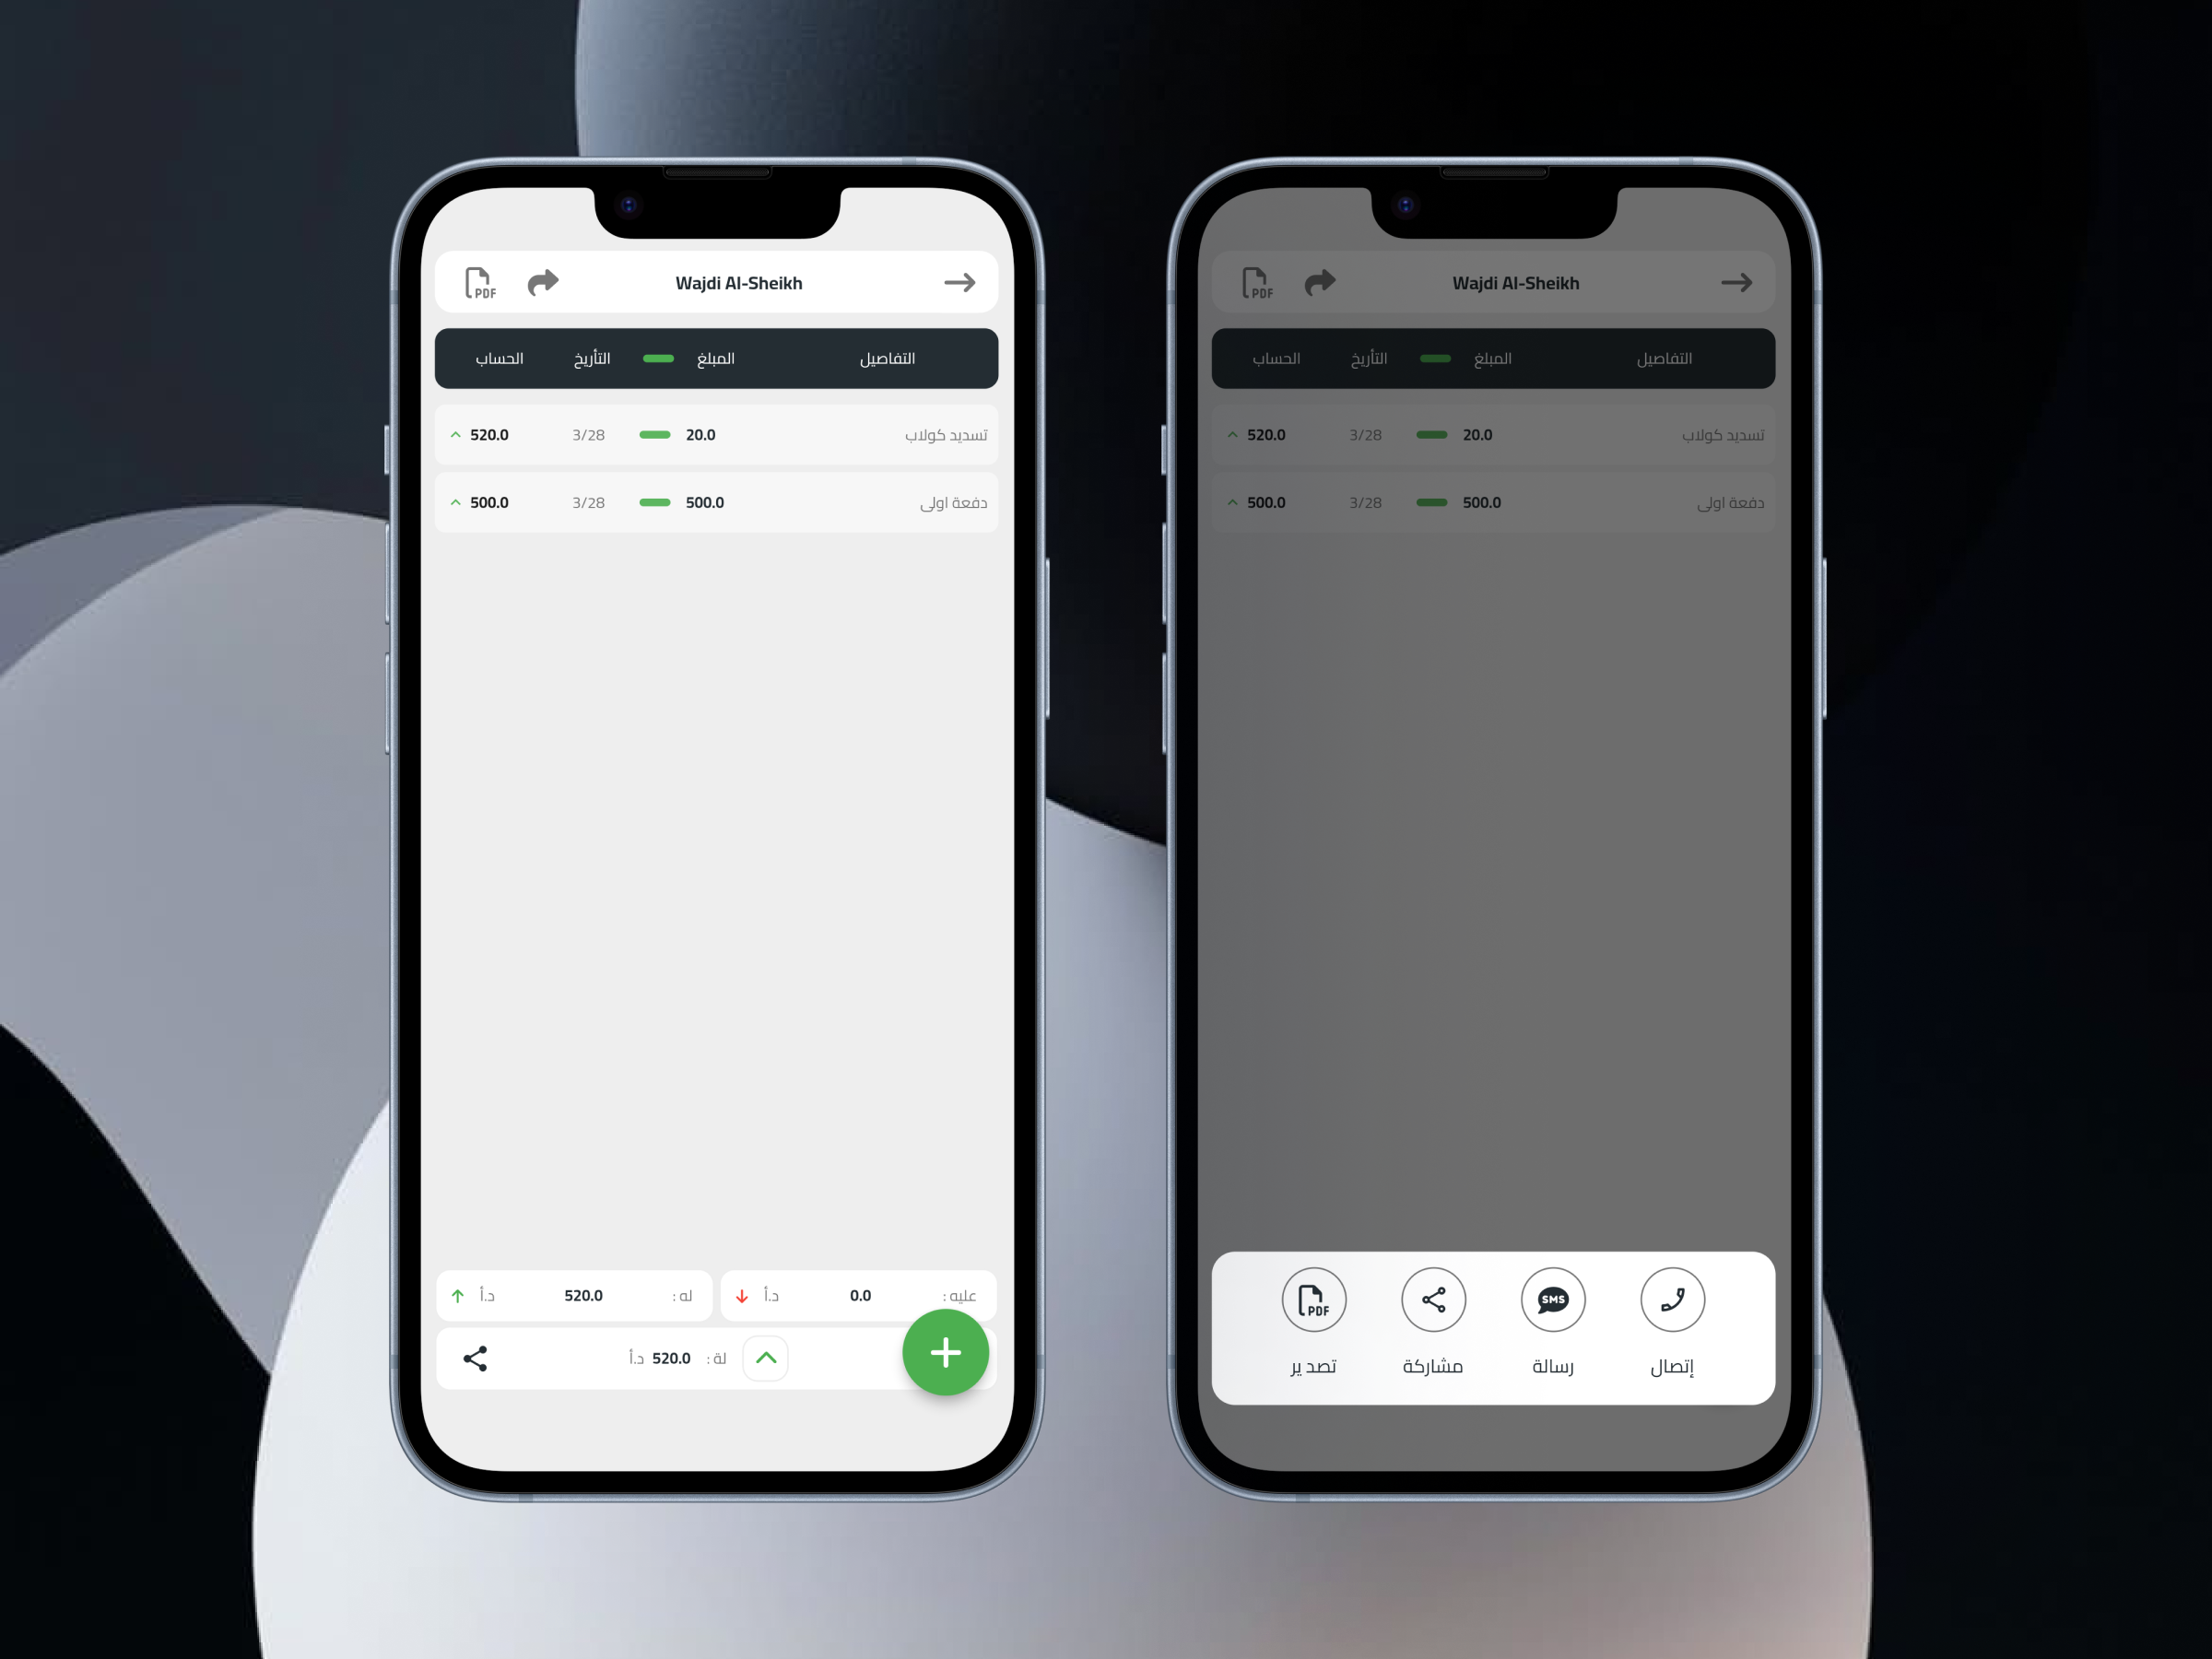 Wajdi Al-Sheikh PDF
التفاصيل المبلغ التأريخ الحساب
تسديد كولاب 20.0 3/28 520.0
دفعة اولى 500.0 3/28 500.0
عليه : 0.0 د.أ له : 520.0 د.أ
لة : 520.0 د.أ
Wajdi Al-Sheikh PDF
التفاصيل المبلغ التأريخ الحساب
تسديد كولاب 20.0 3/28 520.0
دفعة اولى 500.0 3/28 500.0
SMS PDF
إتصال رسالة مشاركة تصد ير